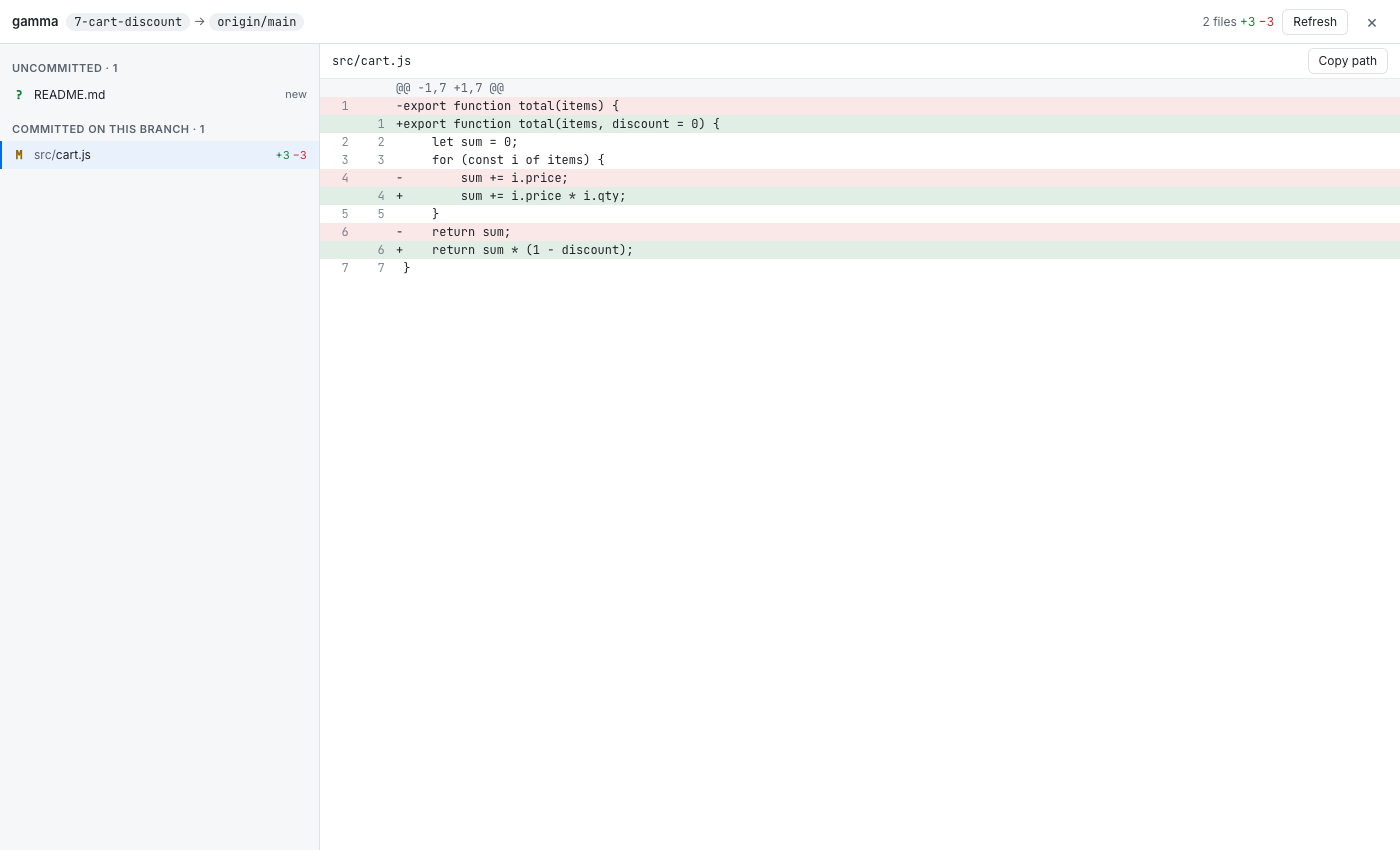 gamma 7-cart-discount → origin/main 2 files +3 −3 Refresh ✕
UNCOMMITTED · 1
? README.md new
COMMITTED ON THIS BRANCH · 1
M src/cart.js +3 −3
src/cart.js Copy path
@@ -1,7 +1,7 @@
1 -export function total(items) {
1 +export function total(items, discount = 0) {
2 2     let sum = 0;
3 3     for (const i of items) {
4 -        sum += i.price;
4 +        sum += i.price * i.qty;
5 5     }
6 -    return sum;
6 +    return sum * (1 - discount);
7 7 }